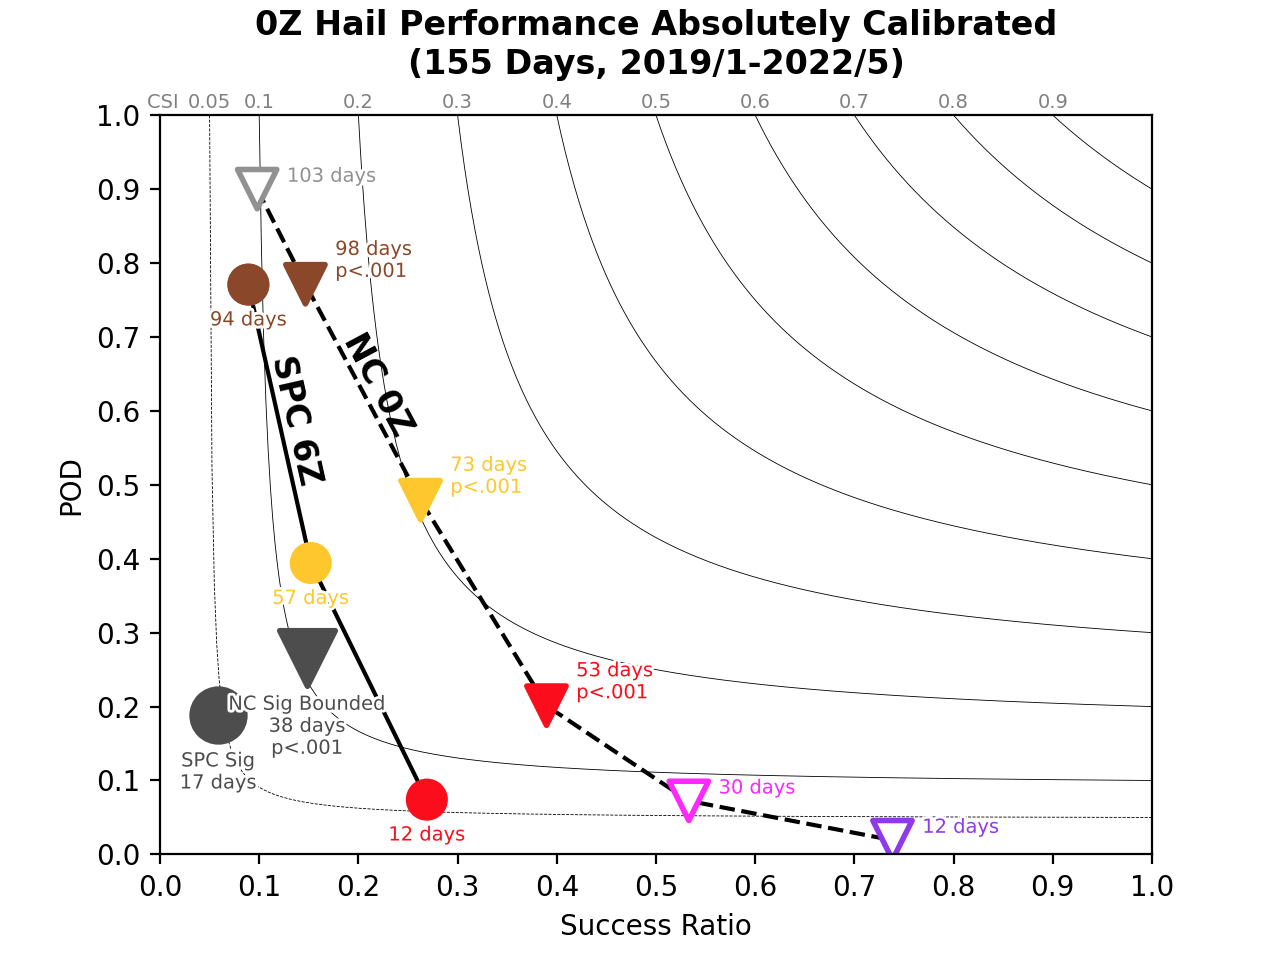 0Z Hail Performance Absolutely Calibrated
(155 Days, 2019/1-2022/5)
CSI 0.05 0.1 0.2 0.3 0.4 0.5 0.6 0.7 0.8 0.9
1.0
0.9
0.8
0.7
0.6
0.5
0.4
0.3
0.2
0.1
0.0
POD
103 days
98 days
p<.001
94 days
SPC 6Z
NC 0Z
73 days
p<.001
57 days
53 days
p<.001
NC Sig Bounded
38 days
p<.001
SPC Sig
17 days
30 days
12 days
12 days
0.0 0.1 0.2 0.3 0.4 0.5 0.6 0.7 0.8 0.9 1.0
Success Ratio